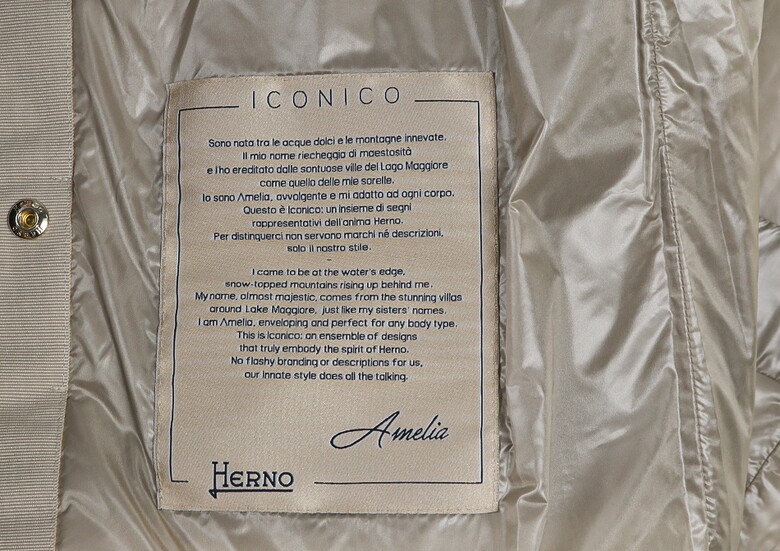 ICONICO
Sono nata tra le acque dolci e le montagne innevate.
Il mio nome riecheggia di maestosità
e l'ho ereditato dalle sontuose ville del Lago Maggiore
come quello delle mie sorelle.
Io sono Amelia, avvolgente e mi adatto ad ogni corpo.
Questo è Iconico: un insieme di segni
rappresentativi dell'anima Herno.
Per distinguerci non servono marchi né descrizioni,
solo il nostro stile.
-
I came to be at the water's edge,
snow-topped mountains rising up behind me.
My name, almost majestic, comes from the stunning villas
around Lake Maggiore, just like my sisters' names.
I am Amelia, enveloping and perfect for any body type.
This is Iconico: an ensemble of designs
that truly embody the spirit of Herno.
No flashy branding or descriptions for us,
our innate style does all the talking.
Amelia
HERNO